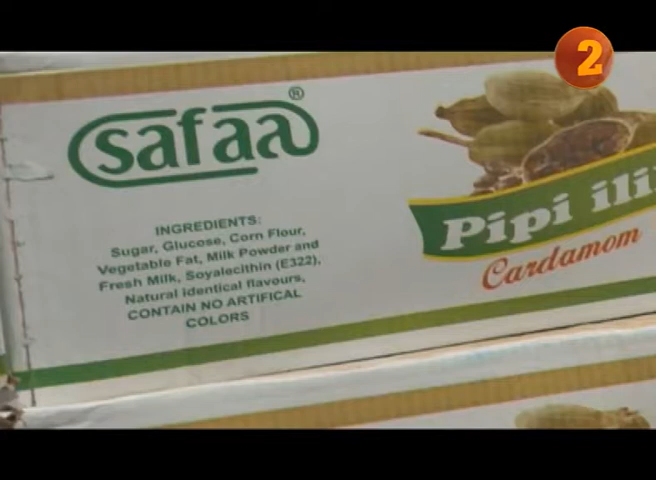 2
safaa®
INGREDIENTS:
Sugar, Glucose, Corn Flour,
Vegetable Fat, Milk Powder and
Fresh Milk, Soyalecithin (E322),
Natural identical flavours,
CONTAIN NO ARTIFICAL
COLORS
Pipi ili
Cardamom